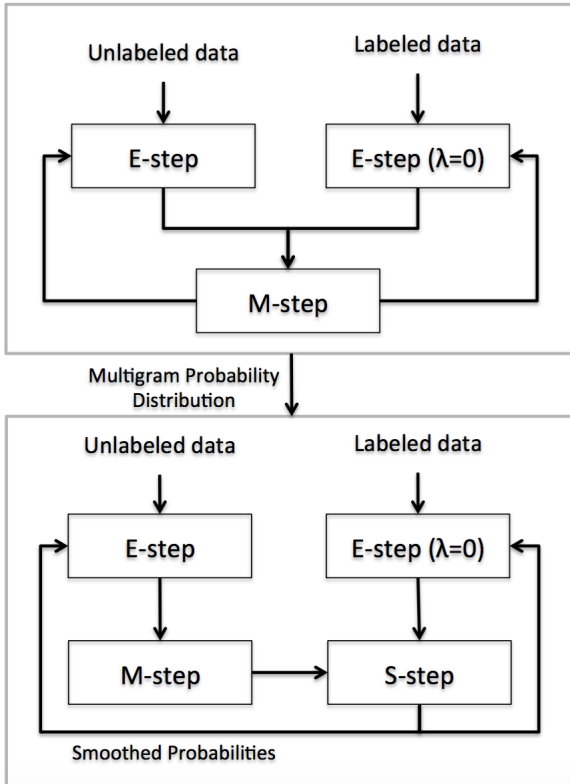 Unlabeled data
Labeled data
E-step
E-step (λ=0)
M-step
Multigram Probability
Distribution
Unlabeled data
Labeled data
E-step
E-step (λ=0)
M-step
S-step
Smoothed Probabilities